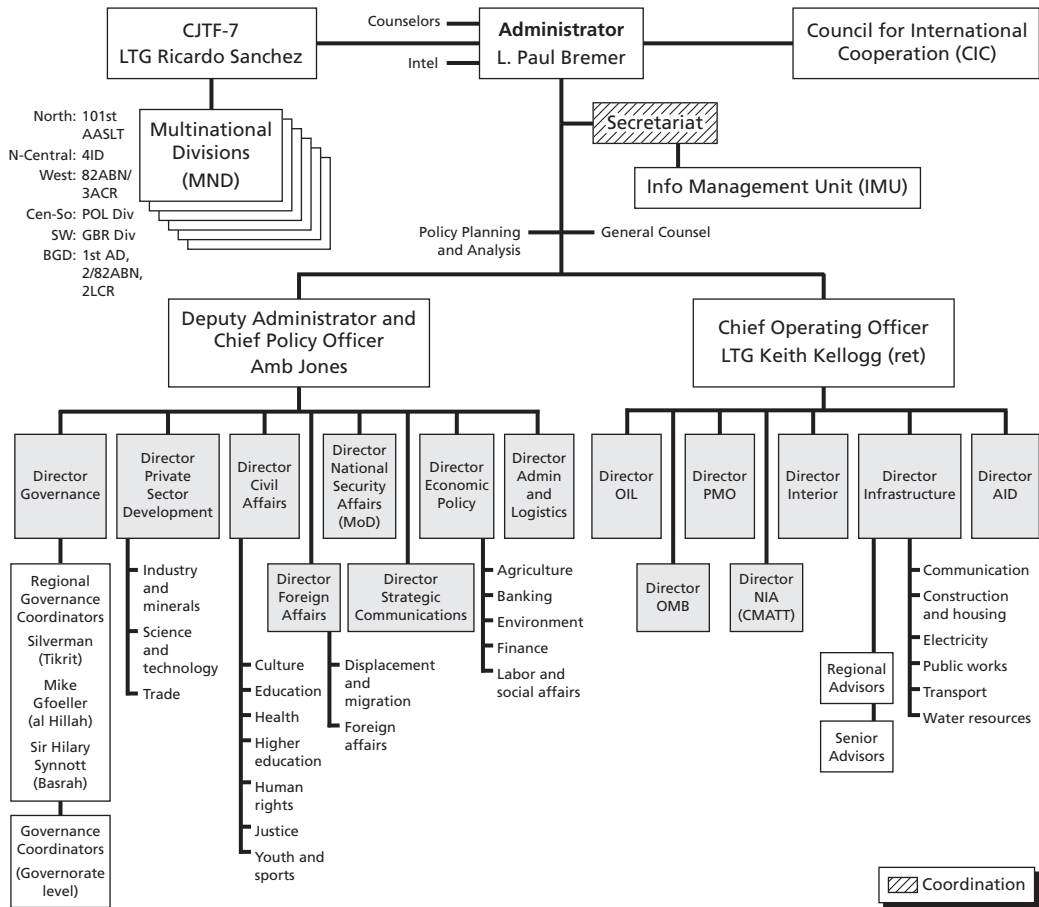 CJTF-7
LTG Ricardo Sanchez
Counselors
Intel
Administrator
L. Paul Bremer
Council for International
Cooperation (CIC)
North: 101st
AASLT
N-Central: 4ID
West: 82ABN/
3ACR
Cen-So: POL Div
SW: GBR Div
BGD: 1st AD,
2/82ABN,
2LCR
Multinational
Divisions
(MND)
Secretariat
Info Management Unit (IMU)
Policy Planning
and Analysis
General Counsel
Deputy Administrator and
Chief Policy Officer
Amb Jones
Chief Operating Officer
LTG Keith Kellogg (ret)
Director
Governance
Director
Private
Sector
Development
Director
Civil
Affairs
Director
National
Security
Affairs
(MoD)
Director
Economic
Policy
Director
Admin
and
Logistics
Director
OIL
Director
PMO
Director
Interior
Director
Infrastructure
Director
AID
Director
Foreign
Affairs
Director
Strategic
Communications
Director
OMB
Director
NIA
(CMATT)
Regional
Governance
Coordinators
Silverman
(Tikrit)
Mike
Gfoeller
(al Hillah)
Sir Hilary
Synnott
(Basrah)
Governance
Coordinators
(Governorate
level)
Industry
and
minerals
Science
and
technology
Trade
Culture
Education
Health
Higher
education
Human
rights
Justice
Youth and
sports
Displacement
and
migration
Foreign
affairs
Agriculture
Banking
Environment
Finance
Labor and
social affairs
Regional
Advisors
Senior
Advisors
Communication
Construction
and housing
Electricity
Public works
Transport
Water resources
Coordination